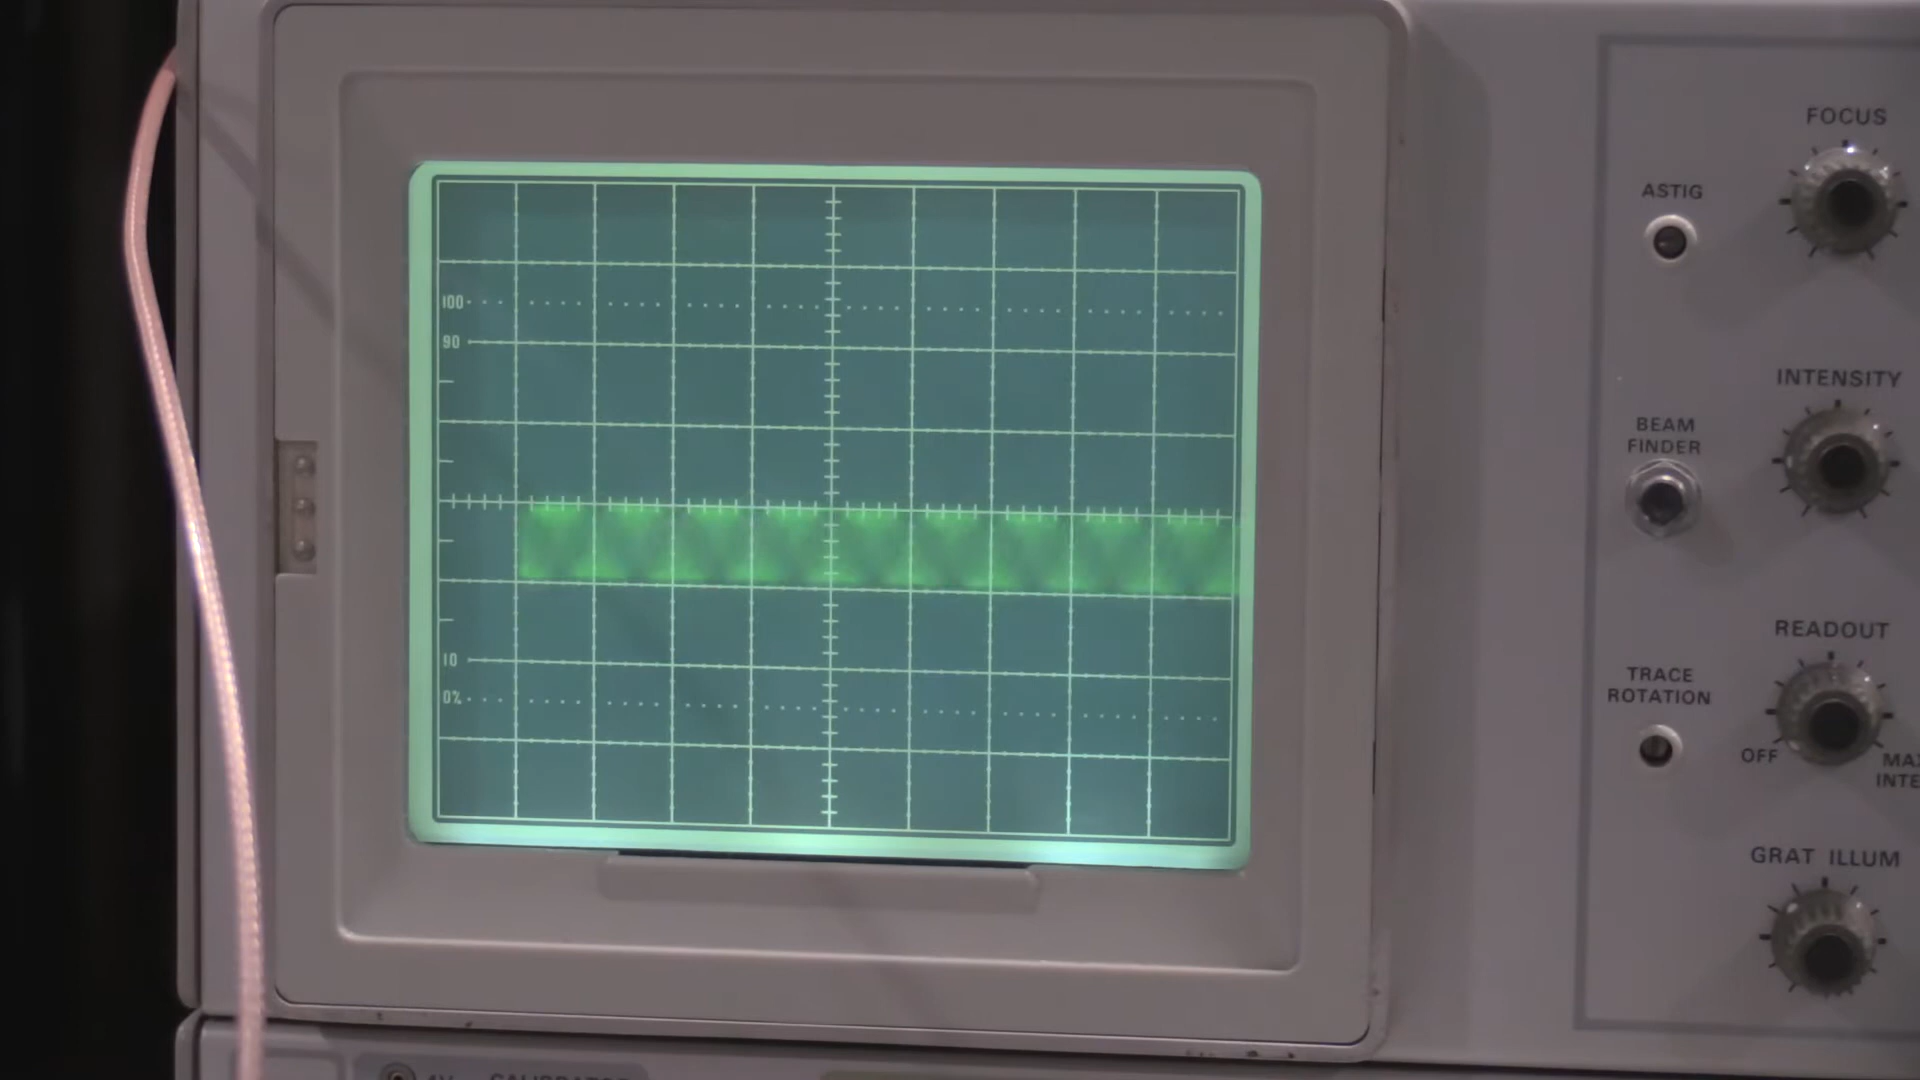 100
90
10
0%
FOCUS
ASTIG
INTENSITY
BEAM
FINDER
READOUT
TRACE
ROTATION
OFF
GRAT ILLUM